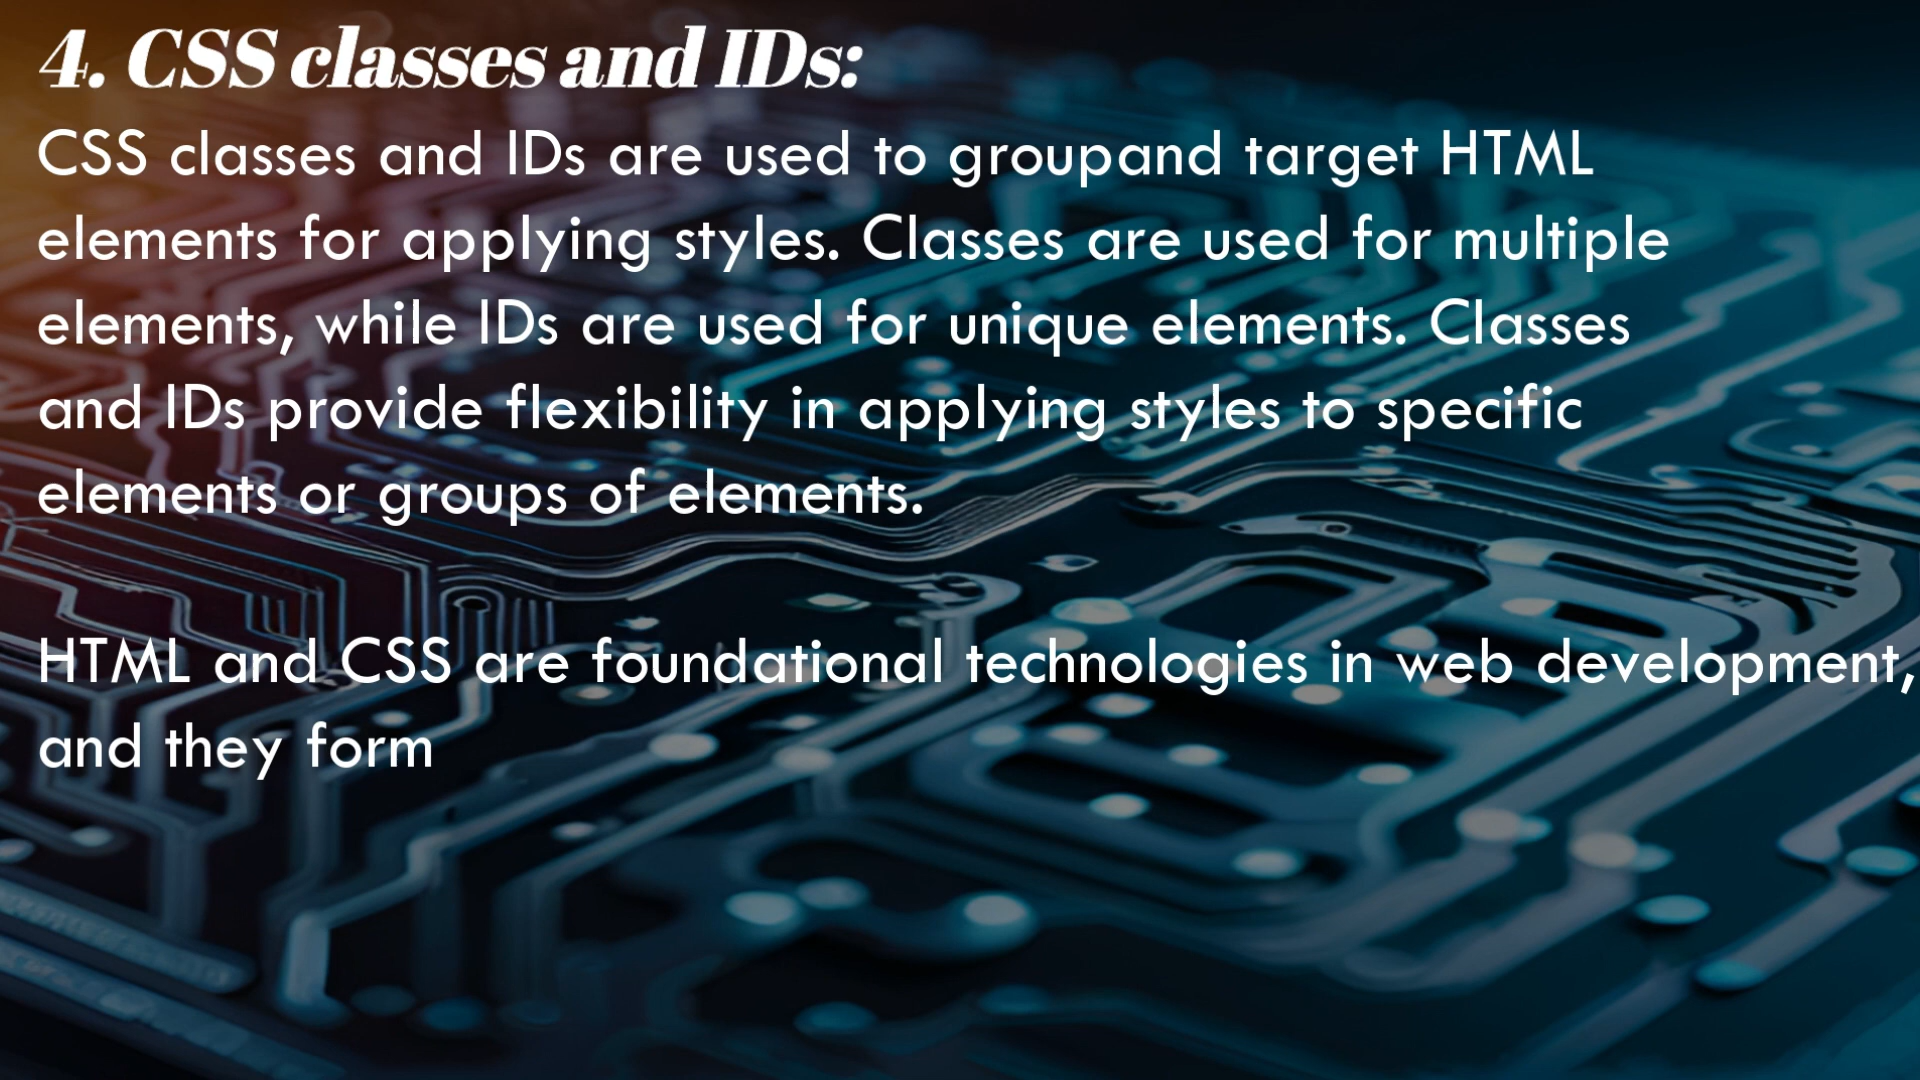 4. CSS classes and IDs:
CSS classes and IDs are used to groupand target HTML
elements for applying styles. Classes are used for multiple
elements, while IDs are used for unique elements. Classes
and IDs provide flexibility in applying styles to specific
elements or groups of elements.
HTML and CSS are foundational technologies in web development,
and they form